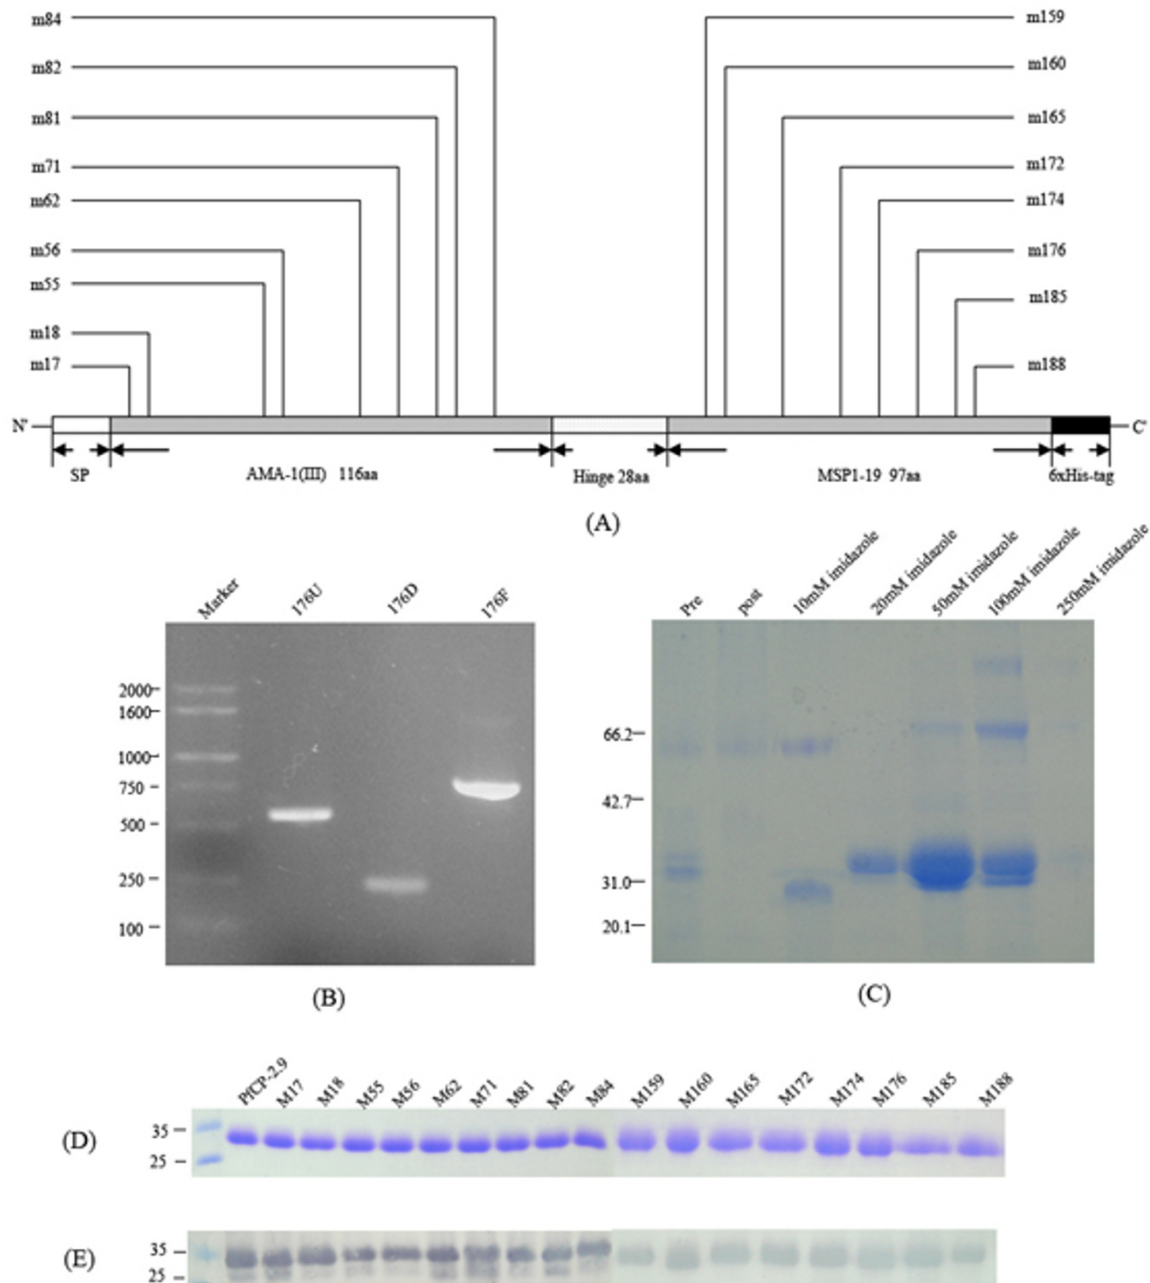 m84
m82
m81
m71
m62
m56
m55
m18
m17
m159
m160
m165
m172
m174
m176
m185
m188
N' C'
SP AMA-1(III) 116aa Hinge 28aa MSP1-19 97aa 6xHis-tag
(A)
Marker 176U 176D 176F
2000
1600
1000
750
500
250
100
(B)
Pre post 10mM imidazole 20mM imidazole 50mM imidazole 100mM imidazole 250mM imidazole
66.2
42.7
31.0
20.1
(C)
PfCP-2.9 M17 M18 M55 M56 M62 M71 M81 M82 M84 M159 M160 M165 M172 M174 M176 M185 M188
(D)
35
25
(E)
35
25